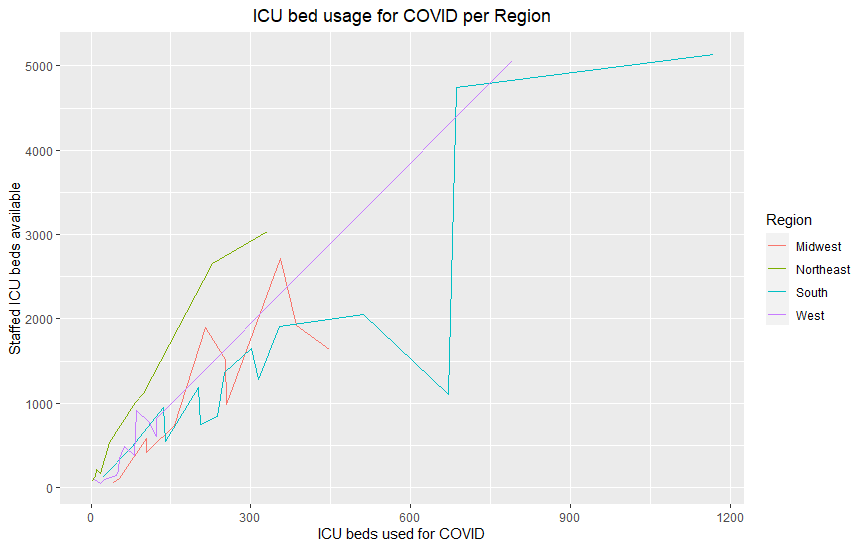 ICU bed usage for COVID per Region
Staffed ICU beds available
5000
4000
3000
2000
1000
0
0 300 600 900 1200
ICU beds used for COVID
Region
Midwest
Northeast
South
West